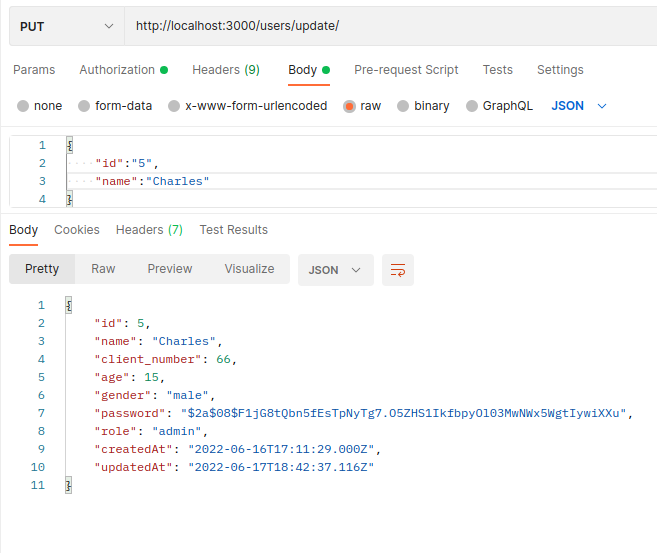 PUT http://localhost:3000/users/update/
Params Authorization Headers (9) Body Pre-request Script Tests Settings
none form-data x-www-form-urlencoded raw binary GraphQL JSON
1 {
2 "id":"5",
3 "name":"Charles"
4 }
Body Cookies Headers (7) Test Results
Pretty Raw Preview Visualize JSON
1 {
2 "id": 5,
3 "name": "Charles",
4 "client_number": 66,
5 "age": 15,
6 "gender": "male",
7 "password": "$2a$08$F1jG8tQbn5fEsTpNyTg7.O5ZHS1IkfbpyOl03MwNWx5WgtIywiXXu",
8 "role": "admin",
9 "createdAt": "2022-06-16T17:11:29.000Z",
10 "updatedAt": "2022-06-17T18:42:37.116Z"
11 }